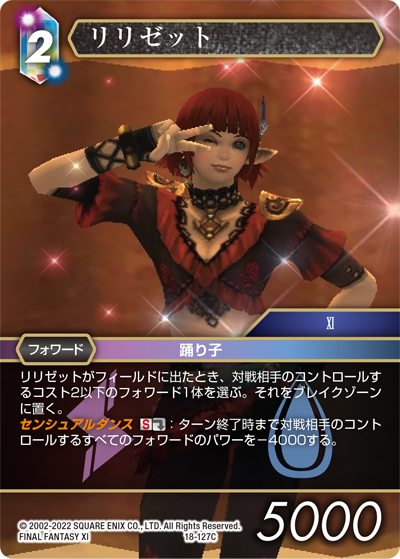 2
リリゼット
XI
フォワード
踊り子
リリゼットがフィールドに出たとき、対戦相手のコントロールす
るコスト2以下のフォワード1体を選ぶ。それをブレイクゾーン
に置く。
センシュアルダンス S：ターン終了時まで対戦相手のコント
ロールするすべてのフォワードのパワーを－4000する。
© 2002-2022 SQUARE ENIX CO., LTD. All Rights Reserved.
FINAL FANTASY XI
18-127C
5000